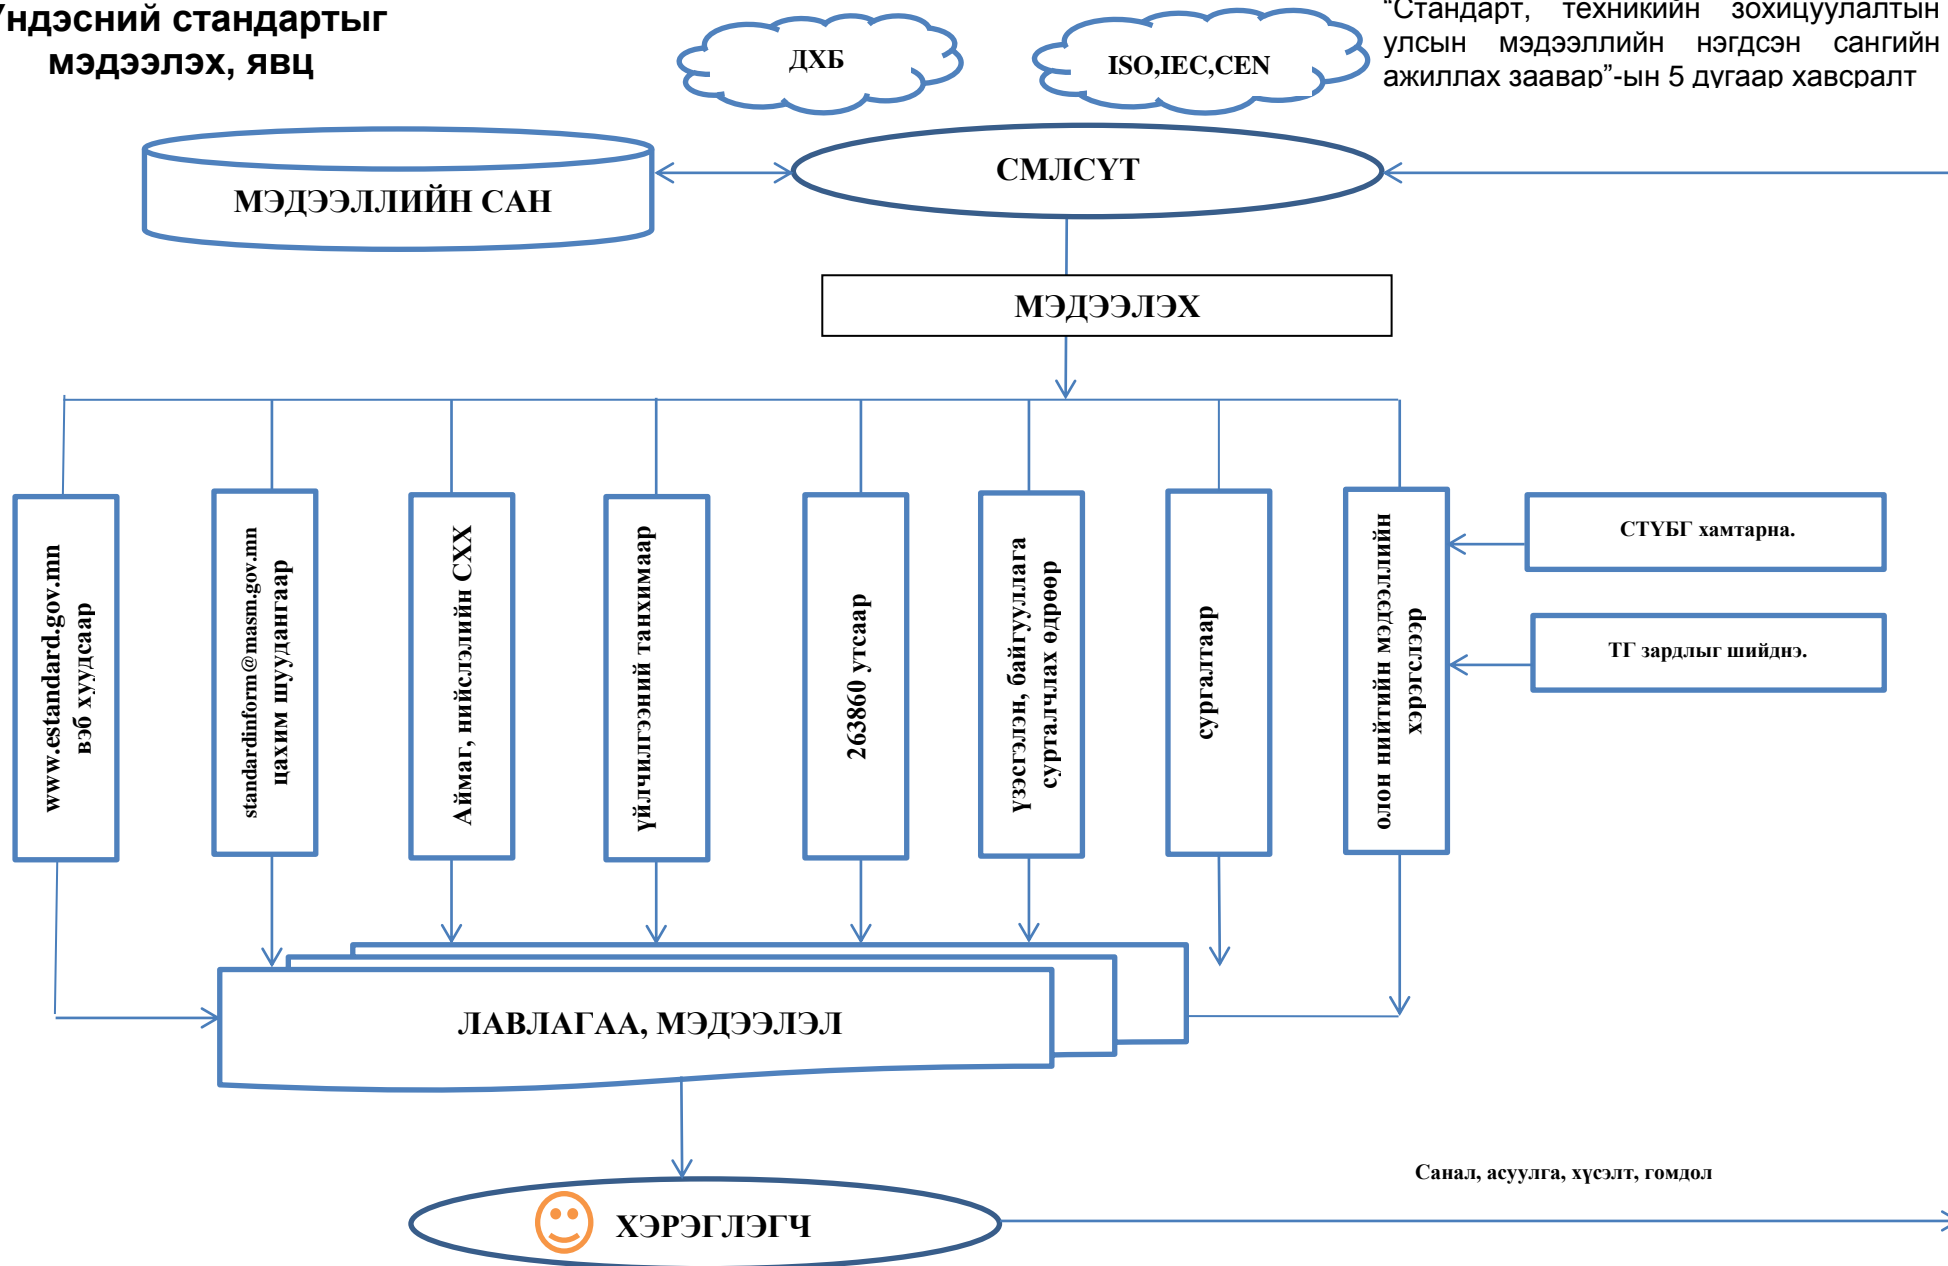 Үндэсний стандартыг
мэдээлэх, явц
ДХБ
ISO,IEC,CEN
“Стандарт, техникийн зохицуулалтын
улсын мэдээллийн нэгдсэн сангийн
ажиллах заавар”-ын 5 дугаар хавсралт
МЭДЭЭЛЛИЙН САН
СМЛСҮТ
МЭДЭЭЛЭХ
www.estandard.gov.mn
вэб хуудсаар
standardinform@masm.gov.mn
цахим шуудангаар
Аймаг, нийслэлийн СХХ
үйлчилгээний танхимаар
263860 утсаар
үзэсгэлэн, байгууллага
сурталчлах өдрөөр
сургалтаар
олон нийтийн мэдээллийн
хэрэгслээр
СТҮБГ хамтарна.
ТГ зардлыг шийднэ.
ЛАВЛАГАА, МЭДЭЭЛЭЛ
Санал, асуулга, хүсэлт, гомдол
ХЭРЭГЛЭГЧ